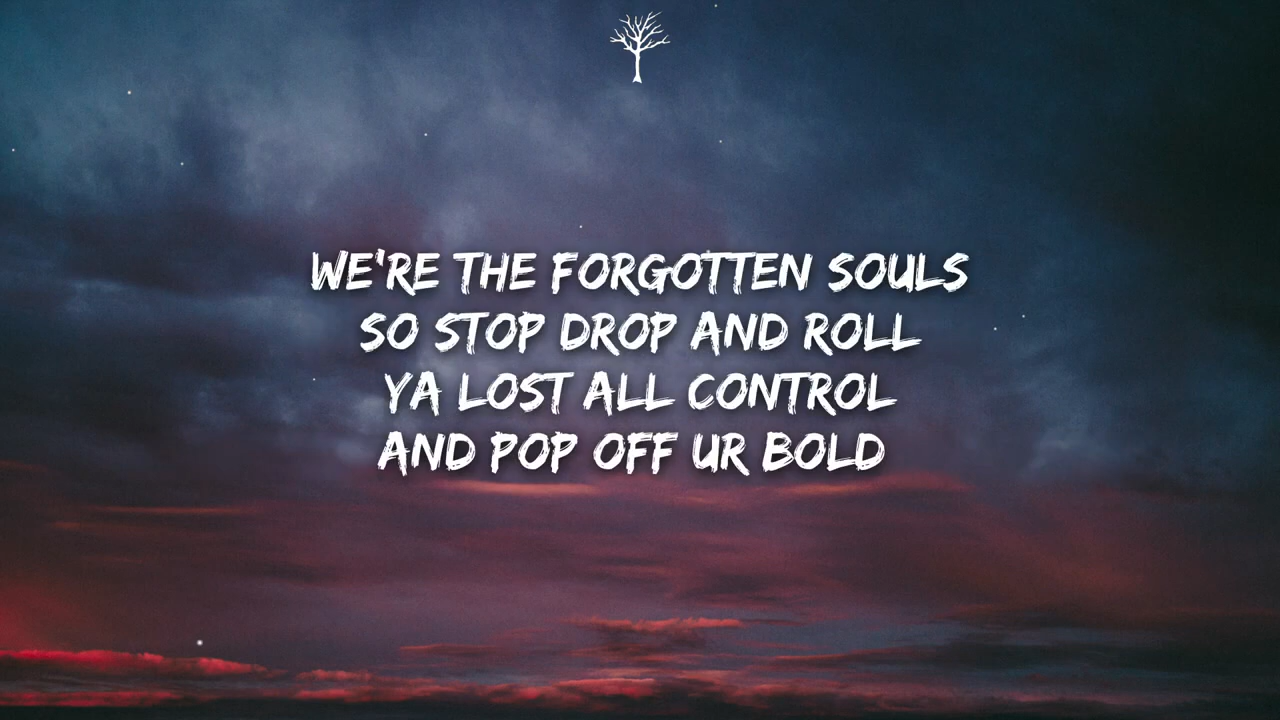 WE'RE THE FORGOTTEN SOULS
SO STOP DROP AND ROLL
YA LOST ALL CONTROL
AND POP OFF UR BOLD